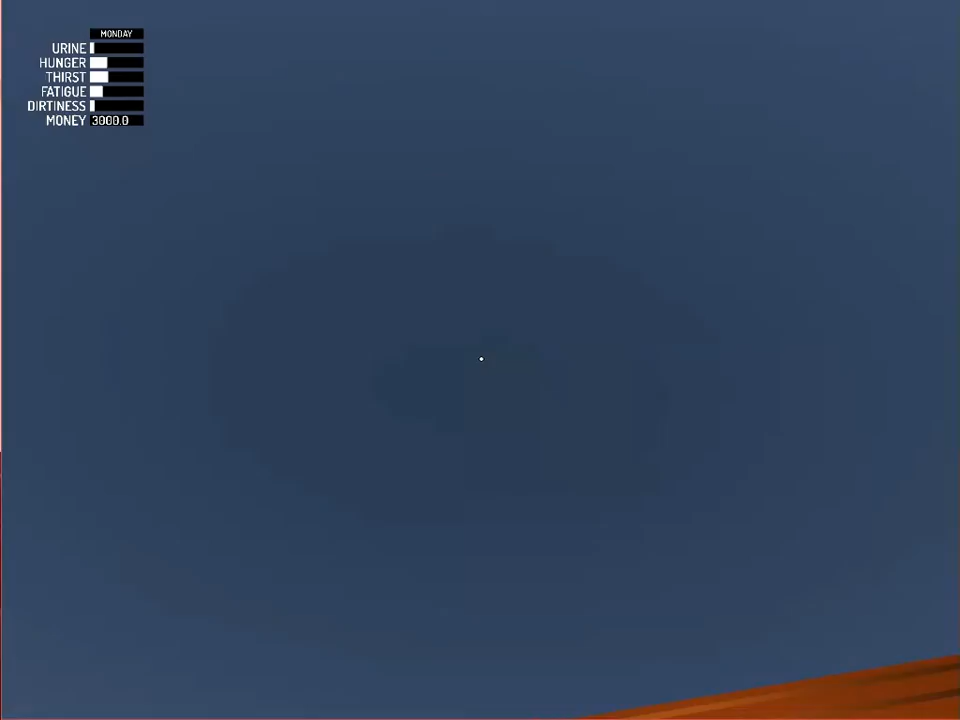 MONDAY
URINE
HUNGER
THIRST
FATIGUE
DIRTINESS
MONEY 3000.0